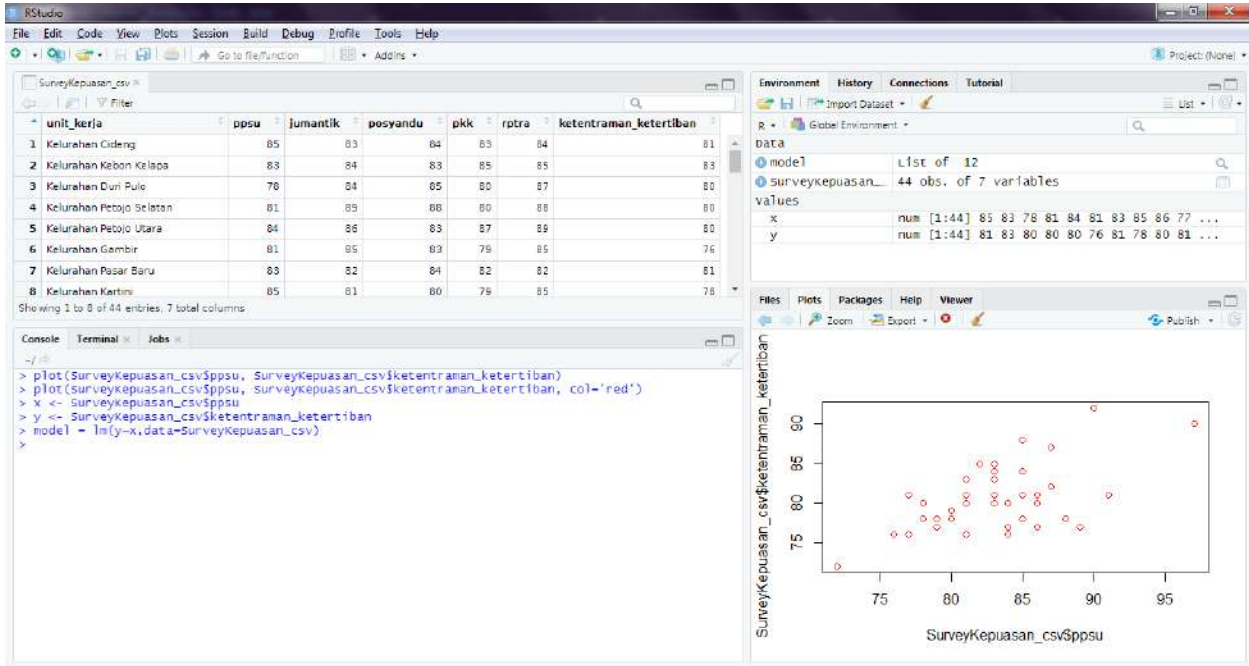 RStudio
File Edit Code View Plots Session Build Debug Profile Tools Help
Go to file/function Addins Project: (None)
SurveyKepuasan_csv
Filter
unit_kerja ppsu jumantik posyandu pkk rptra ketentraman_ketertiban
1 Kelurahan Cideng 85 83 84 83 84 81
2 Kelurahan Kebon Kelapa 83 84 83 85 85 83
3 Kelurahan Duri Pulo 78 84 85 80 87 80
4 Kelurahan Petojo Selatan 81 89 88 80 88 80
5 Kelurahan Petojo Utara 84 86 83 87 89 80
6 Kelurahan Gambir 81 85 83 79 85 76
7 Kelurahan Pasar Baru 83 82 84 82 82 81
8 Kelurahan Kartini 85 81 80 79 85 78
Showing 1 to 8 of 44 entries, 7 total columns
Console Terminal Jobs
~/
> plot(SurveyKepuasan_csv$ppsu, SurveyKepuasan_csv$ketentraman_ketertiban)
> plot(SurveyKepuasan_csv$ppsu, SurveyKepuasan_csv$ketentraman_ketertiban, col='red')
> x <- SurveyKepuasan_csv$ppsu
> y <- SurveyKepuasan_csv$ketentraman_ketertiban
> model = lm(y~x,data=SurveyKepuasan_csv)
>
Environment History Connections Tutorial
Import Dataset List
R Global Environment
Data
model List of 12
SurveyKepuasan_… 44 obs. of 7 variables
Values
x num [1:44] 85 83 78 81 84 81 83 85 86 77 ...
y num [1:44] 81 83 80 80 80 76 81 78 80 81 ...
Files Plots Packages Help Viewer
Zoom Export Publish
SurveyKepuasan_csv$ketentraman_ketertiban
90
85
80
75
75 80 85 90 95
SurveyKepuasan_csv$ppsu